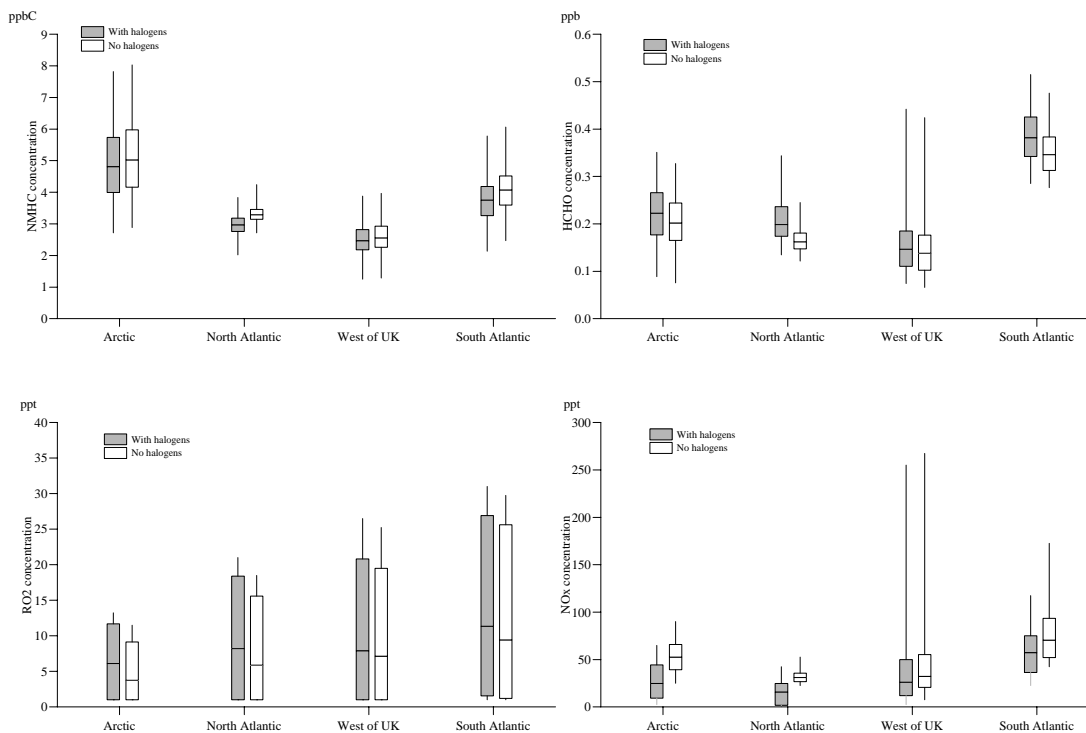 ppbC
9
8
7
6
5
4
3
2
1
0
NMHC concentration
With halogens
No halogens
Arctic North Atlantic West of UK South Atlantic
ppb
0.6
0.5
0.4
0.3
0.2
0.1
0.0
HCHO concentration
With halogens
No halogens
Arctic North Atlantic West of UK South Atlantic
ppt
40
35
30
25
20
15
10
5
0
RO2 concentration
With halogens
No halogens
Arctic North Atlantic West of UK South Atlantic
ppt
300
250
200
150
100
50
0
NOx concentration
With halogens
No halogens
Arctic North Atlantic West of UK South Atlantic